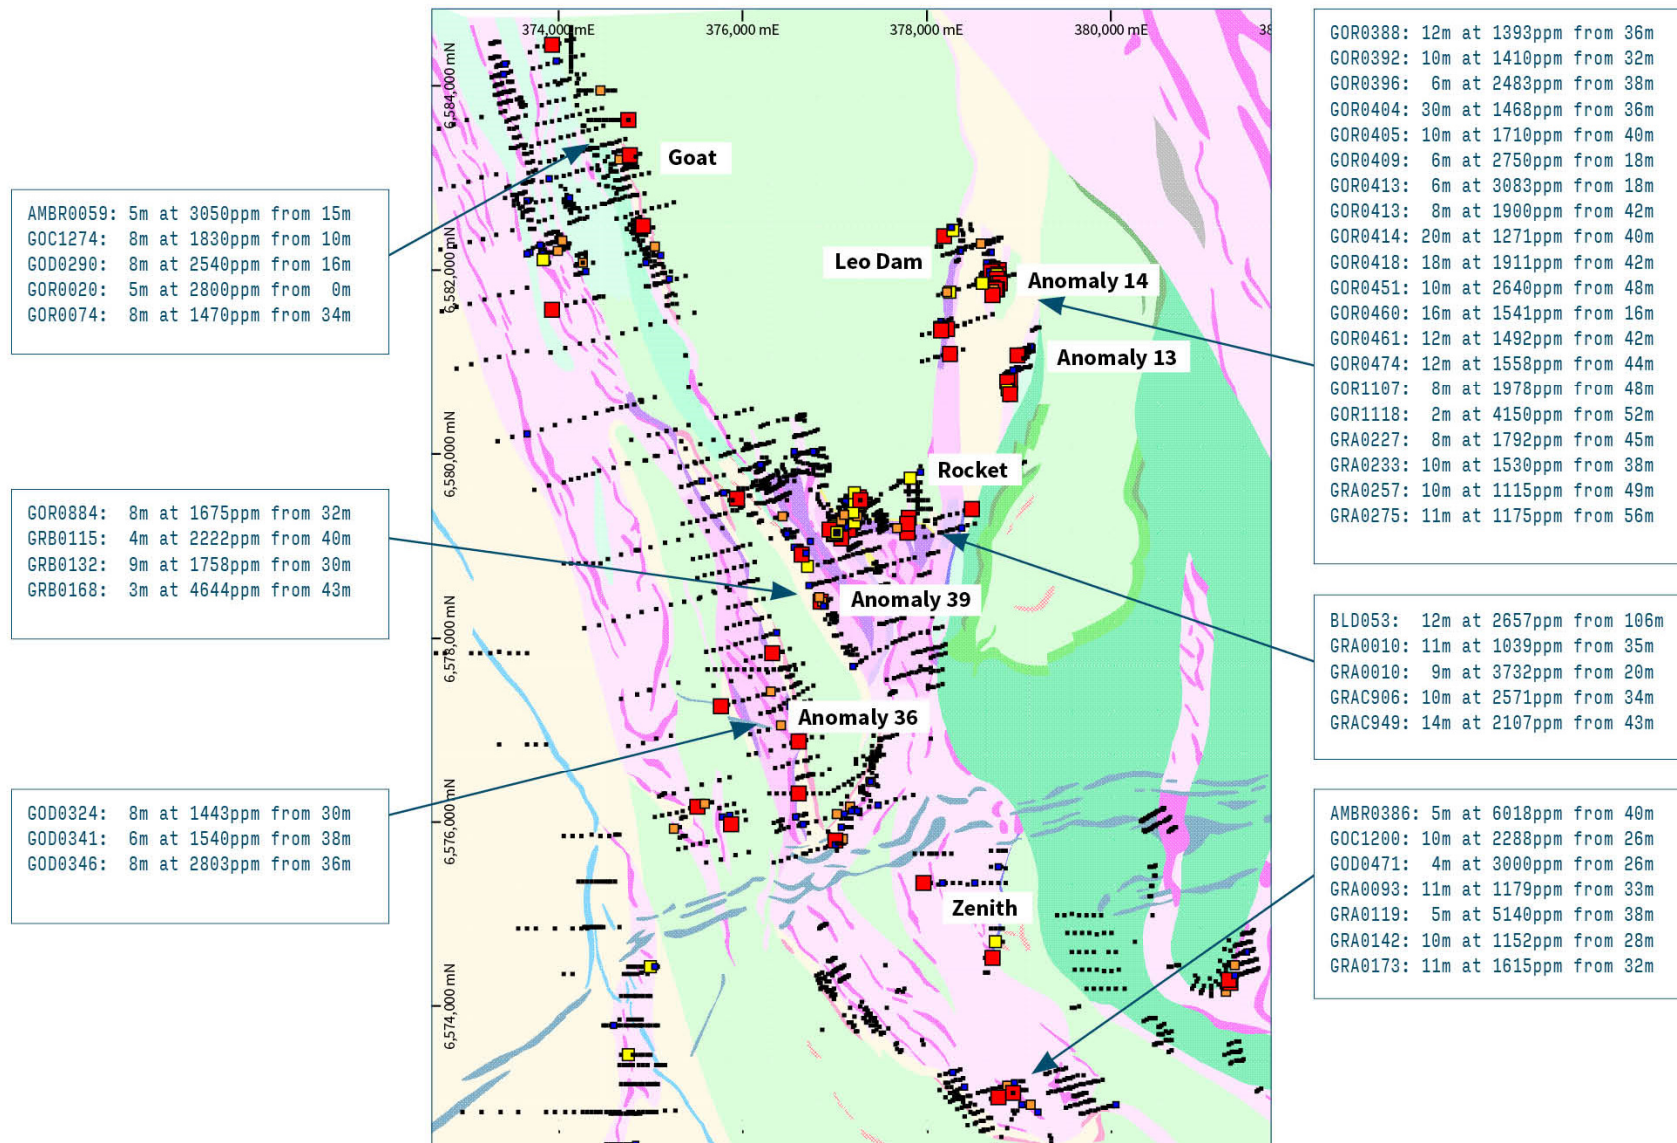 374,000 mE
376,000 mE
378,000 mE
380,000 mE
38
6,584,000 mN
6,582,000 mN
6,580,000 mN
6,578,000 mN
6,576,000 mN
6,574,000 mN
Goat
Leo Dam
Anomaly 14
Anomaly 13
Rocket
Anomaly 39
Anomaly 36
Zenith
AMBR0059: 5m at 3050ppm from 15m
GOC1274: 8m at 1830ppm from 10m
GOD0290: 8m at 2540ppm from 16m
GOR0020: 5m at 2800ppm from 0m
GOR0074: 8m at 1470ppm from 34m
GOR0884: 8m at 1675ppm from 32m
GRB0115: 4m at 2222ppm from 40m
GRB0132: 9m at 1758ppm from 30m
GRB0168: 3m at 4644ppm from 43m
GOD0324: 8m at 1443ppm from 30m
GOD0341: 6m at 1540ppm from 38m
GOD0346: 8m at 2803ppm from 36m
GOR0388: 12m at 1393ppm from 36m
GOR0392: 10m at 1410ppm from 32m
GOR0396: 6m at 2483ppm from 38m
GOR0404: 30m at 1468ppm from 36m
GOR0405: 10m at 1710ppm from 40m
GOR0409: 6m at 2750ppm from 18m
GOR0413: 6m at 3083ppm from 18m
GOR0413: 8m at 1900ppm from 42m
GOR0414: 20m at 1271ppm from 40m
GOR0418: 18m at 1911ppm from 42m
GOR0451: 10m at 2640ppm from 48m
GOR0460: 16m at 1541ppm from 16m
GOR0461: 12m at 1492ppm from 42m
GOR0474: 12m at 1558ppm from 44m
GOR1107: 8m at 1978ppm from 48m
GOR1118: 2m at 4150ppm from 52m
GRA0227: 8m at 1792ppm from 45m
GRA0233: 10m at 1530ppm from 38m
GRA0257: 10m at 1115ppm from 49m
GRA0275: 11m at 1175ppm from 56m
BLD053: 12m at 2657ppm from 106m
GRA0010: 11m at 1039ppm from 35m
GRA0010: 9m at 3732ppm from 20m
GRAC906: 10m at 2571ppm from 34m
GRAC949: 14m at 2107ppm from 43m
AMBR0386: 5m at 6018ppm from 40m
GOC1200: 10m at 2288ppm from 26m
GOD0471: 4m at 3000ppm from 26m
GRA0093: 11m at 1179ppm from 33m
GRA0119: 5m at 5140ppm from 38m
GRA0142: 10m at 1152ppm from 28m
GRA0173: 11m at 1615ppm from 32m